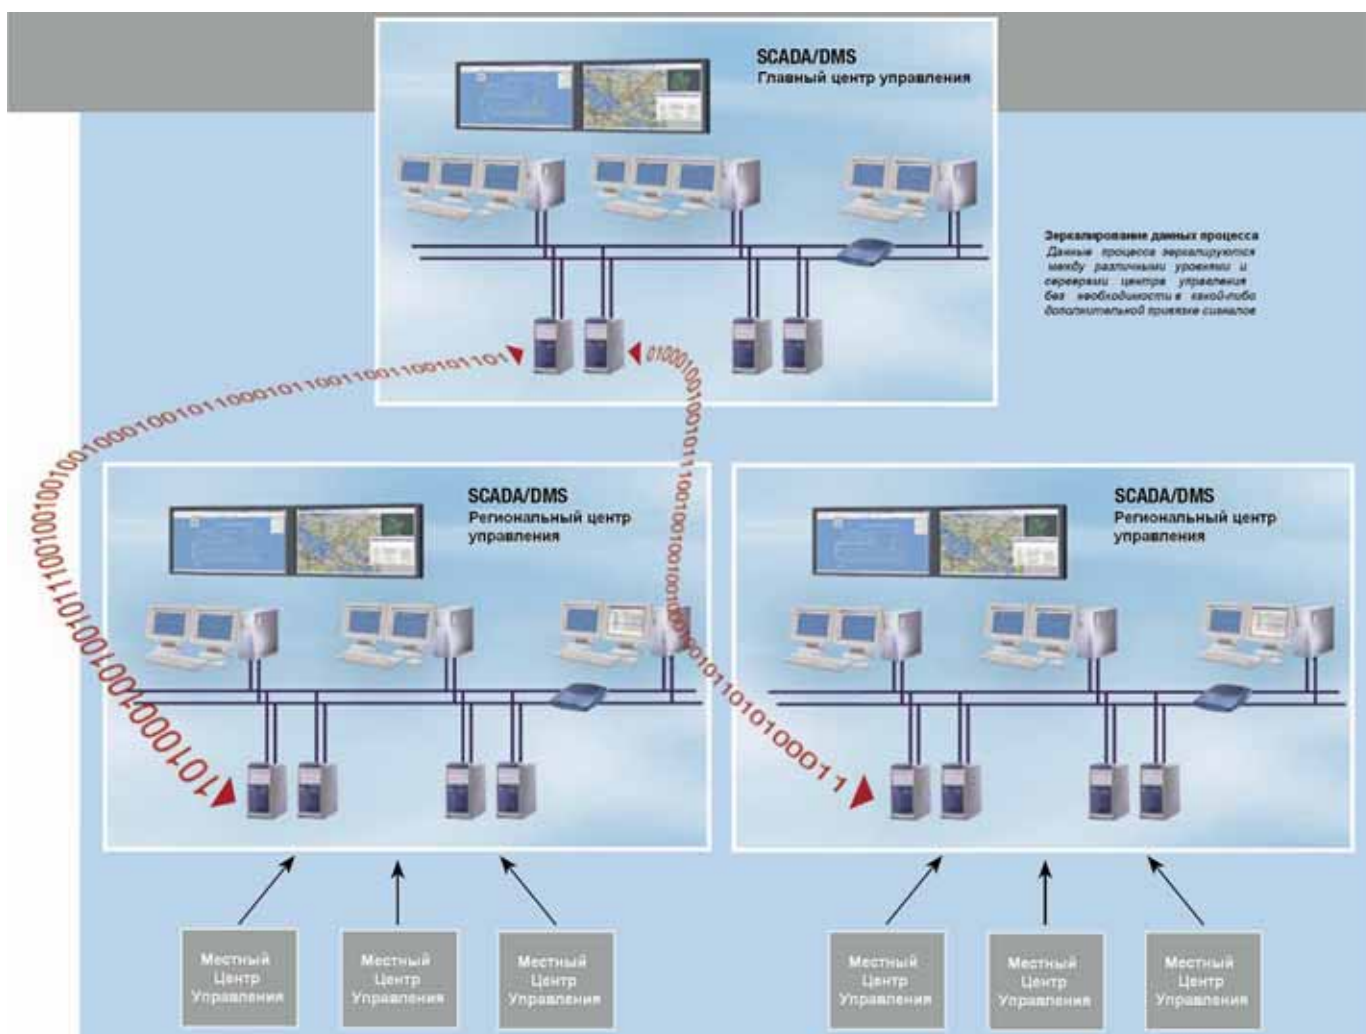 SCADA/DMS
Главный центр управления
Зеркалирование данных процесса
Данные процесса зеркалируются
между различными уровнями и
серверами центра управления
без необходимости в какой-либо
дополнительной привязке сигналов
SCADA/DMS
Региональный центр
управления
SCADA/DMS
Региональный центр
управления
Местный
Центр
Управления
Местный
Центр
Управления
Местный
Центр
Управления
Местный
Центр
Управления
Местный
Центр
Управления
Местный
Центр
Управления